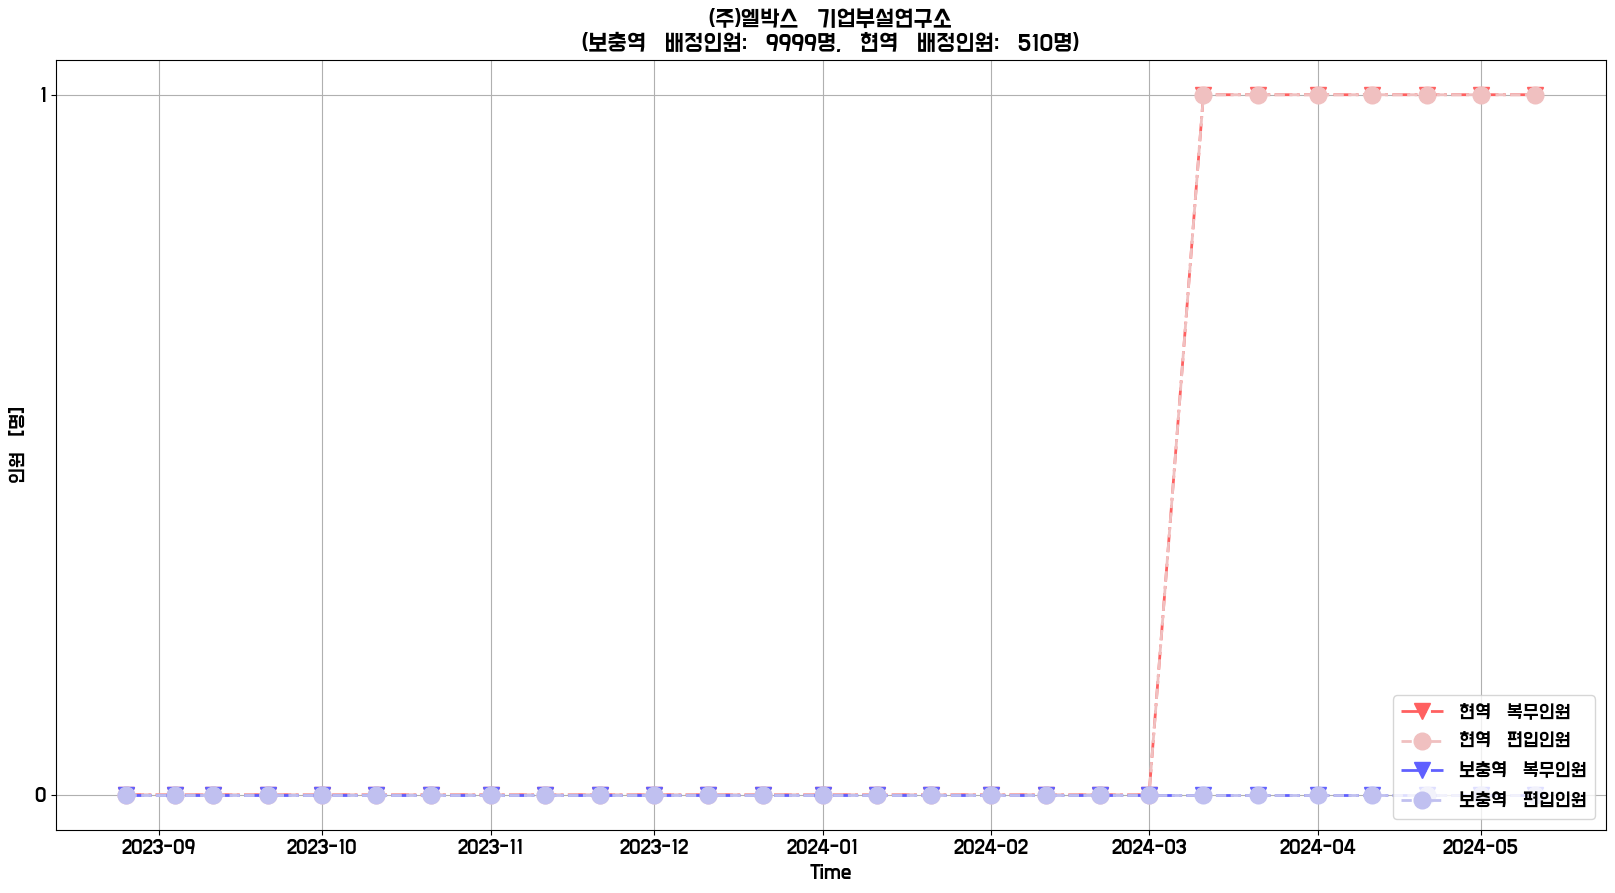 (주)엘박스 기업부설연구소
(보충역 배정인원: 9999명, 현역 배정인원: 510명)
인원 [명]
1
0
현역 복무인원
현역 편입인원
보충역 복무인원
보충역 편입인원
2023-09 2023-10 2023-11 2023-12 2024-01 2024-02 2024-03 2024-04 2024-05
Time